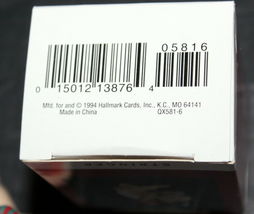 05816
0 15012 13876 4
Mfd. for and © 1994 Hallmark Cards, Inc., K.C., MO 64141
Made in China QX581-6